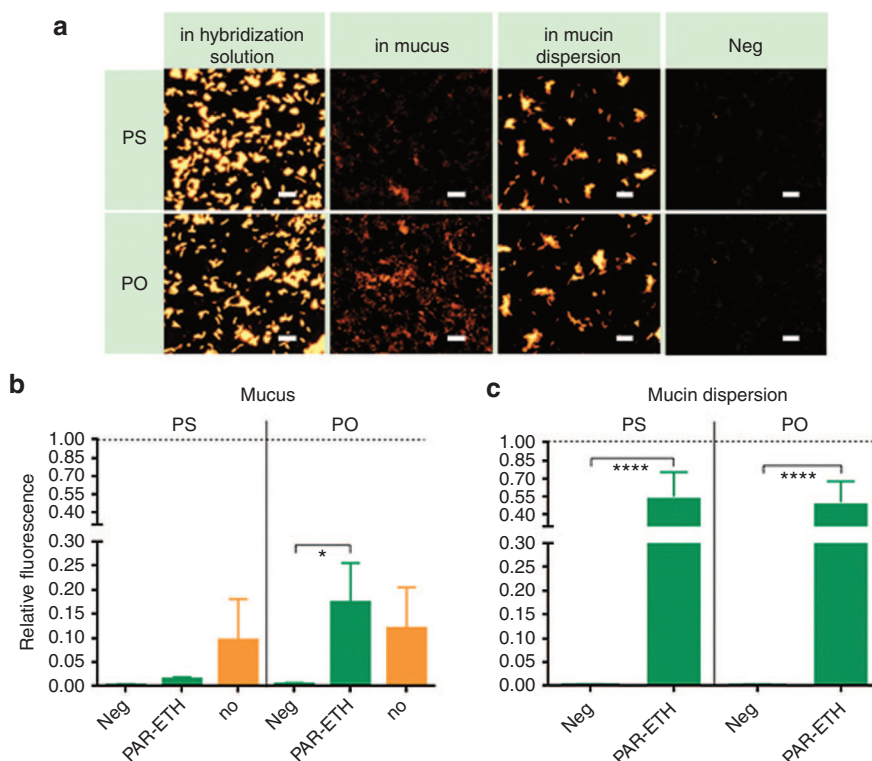 a
in hybridization
solution
in mucus
in mucin
dispersion
Neg
PS
PO
b
Mucus
PS
PO
1.00
0.85
0.70
0.55
0.40
0.30
0.25
0.20
0.15
0.10
0.05
0.00
Relative fluorescence
*
Neg
PAR-ETH
no
Neg
PAR-ETH
no
c
Mucin dispersion
PS
PO
1.00
0.85
0.70
0.55
0.40
0.30
0.25
0.20
0.15
0.10
0.05
0.00
****
****
Neg
PAR-ETH
Neg
PAR-ETH